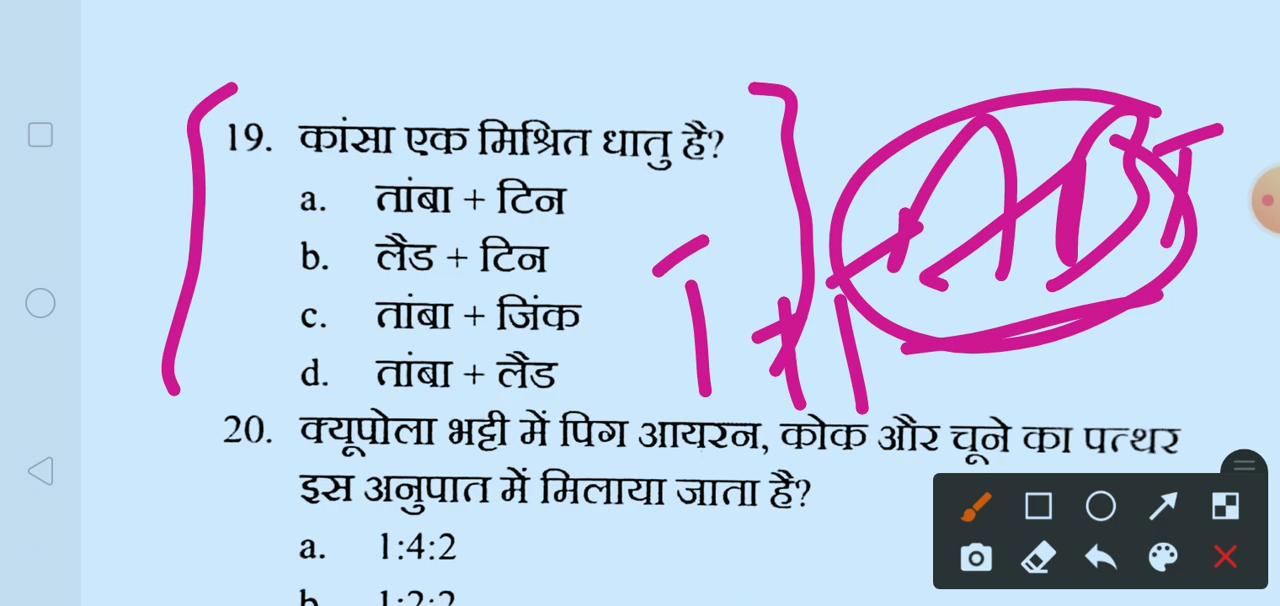 19. कांसा एक मिश्रित धातु है?
a. तांबा + टिन
b. लैड + टिन
c. तांबा + जिंक
d. तांबा + लैड
20. क्यूपोला भट्टी में पिग आयरन, कोक और चूने का पत्थर
इस अनुपात में मिलाया जाता है?
a. 1:4:2